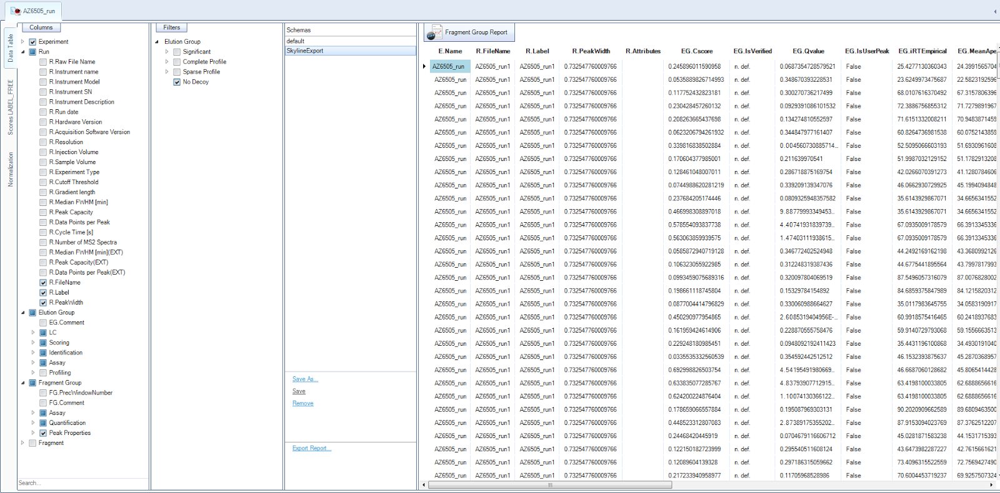 AZ6505_run
Data Table
Scores LABEL_FREE
Normalization
Columns
Experiment
Run
R.Raw File Name
R.Instrument name
R.Instrument Model
R.Instrument SN
R.Instrument Description
R.Run date
R.Hardware Version
R.Acquisition Software Version
R.Resolution
R.Injection Volume
R.Sample Volume
R.Experiment Type
R.Cutoff Threshold
R.Gradient length
R.Median FWHM [min]
R.Peak Capacity
R.Data Points per Peak
R.Cycle Time [s]
R.Number of MS2 Spectra
R.Median FWHM [min](EXT)
R.Peak Capacity(EXT)
R.Data Points per Peak(EXT)
R.FileName
R.Label
R.PeakWidth
Elution Group
EG.Comment
LC
Scoring
Identification
Assay
Profiling
Fragment Group
FG.PrecWindowNumber
FG.Comment
Assay
Quantification
Peak Properties
Fragment
Search...
Filters
Elution Group
Significant
Complete Profile
Sparse Profile
No Decoy
Schemas
default
SkylineExport
Save As...
Save
Remove
Export Report...
Fragment Group Report
E.Name R.FileName R.Label R.PeakWidth R.Attributes EG.Cscore EG.IsVerified EG.Qvalue EG.IsUserPeak EG.iRTEmpirical EG.MeanApe
AZ6505_run AZ6505_run1 AZ6505_run1 0.732547760009766 0.245896011590958 n. def. 0.0687354728579521 False 25.4277130360343 24.3991565704
AZ6505_run AZ6505_run1 AZ6505_run1 0.732547760009766 0.0535889826714993 n. def. 0.348670393228531 False 23.6249973475687 22.5823192596
AZ6505_run AZ6505_run1 AZ6505_run1 0.732547760009766 0.117752432823181 n. def. 0.300270736217499 False 68.0107616370492 67.3157806396
AZ6505_run AZ6505_run1 AZ6505_run1 0.732547760009766 0.230428457260132 n. def. 0.0929391086101532 False 72.3886756855312 71.7279891967
AZ6505_run AZ6505_run1 AZ6505_run1 0.732547760009766 0.208263665437698 n. def. 0.134274810552597 False 71.6151332008211 70.9483871459
AZ6505_run AZ6505_run1 AZ6505_run1 0.732547760009766 0.0623206794261932 n. def. 0.344847977161407 False 60.8264736981538 60.0752143859
AZ6505_run AZ6505_run1 AZ6505_run1 0.732547760009766 0.339816838502884 n. def. 0.004560730885714... False 52.5095066603193 51.6930961608
AZ6505_run AZ6505_run1 AZ6505_run1 0.732547760009766 0.170604377985001 n. def. 0.211639970541 False 51.9987032129152 51.1782913208
AZ6505_run AZ6505_run1 AZ6505_run1 0.732547760009766 0.128461048007011 n. def. 0.286718875169754 False 42.0266070391273 41.1280784606
AZ6505_run AZ6505_run1 AZ6505_run1 0.732547760009766 0.0744988620281219 n. def. 0.339209139347076 False 46.0662930729925 45.1994094848
AZ6505_run AZ6505_run1 AZ6505_run1 0.732547760009766 0.237684205174446 n. def. 0.0809325948357582 False 35.6143929867071 34.6656341552
AZ6505_run AZ6505_run1 AZ6505_run1 0.732547760009766 0.466998308897018 n. def. 9.88779993349453... False 35.6143929867071 34.6656341552
AZ6505_run AZ6505_run1 AZ6505_run1 0.732547760009766 0.578554093837738 n. def. 4.40741931839739... False 67.0935009178579 66.3913345336
AZ6505_run AZ6505_run1 AZ6505_run1 0.732547760009766 0.563063859939575 n. def. 1.47403111938615... False 67.0935009178579 66.3913345336
AZ6505_run AZ6505_run1 AZ6505_run1 0.732547760009766 0.0585872940719128 n. def. 0.346772402524948 False 44.2492169162198 43.3680992126
AZ6505_run AZ6505_run1 AZ6505_run1 0.732547760009766 0.106323055922985 n. def. 0.312248319387436 False 44.6775441895564 43.7997817993
AZ6505_run AZ6505_run1 AZ6505_run1 0.732547760009766 0.0993459075689316 n. def. 0.320097804069519 False 87.5496057316079 87.0076828002
AZ6505_run AZ6505_run1 AZ6505_run1 0.732547760009766 0.198661118745804 n. def. 0.15329784154892 False 84.6859375847989 84.1215820312
AZ6505_run AZ6505_run1 AZ6505_run1 0.732547760009766 0.0877004414796829 n. def. 0.330060988664627 False 35.0117983645755 34.0583190917
AZ6505_run AZ6505_run1 AZ6505_run1 0.732547760009766 0.450290977954865 n. def. 2.6085319404956E-... False 60.9918575416465 60.2418937683
AZ6505_run AZ6505_run1 AZ6505_run1 0.732547760009766 0.161959424614906 n. def. 0.228870555758476 False 59.9140729793068 59.1556663513
AZ6505_run AZ6505_run1 AZ6505_run1 0.732547760009766 0.229248180985451 n. def. 0.0948092192411423 False 35.4431196100868 34.4930191040
AZ6505_run AZ6505_run1 AZ6505_run1 0.732547760009766 0.0335535332560539 n. def. 0.354592442512512 False 46.1532393875637 45.2870368957
AZ6505_run AZ6505_run1 AZ6505_run1 0.732547760009766 0.692998826503754 n. def. 4.54195491980669... False 46.6687060128682 45.8065414428
AZ6505_run AZ6505_run1 AZ6505_run1 0.732547760009766 0.633835077285767 n. def. 4.83793907712915... False 63.4198100033805 62.6888656616
AZ6505_run AZ6505_run1 AZ6505_run1 0.732547760009766 0.624200224876404 n. def. 1.10074130366122... False 63.4198100033805 62.6888656616
AZ6505_run AZ6505_run1 AZ6505_run1 0.732547760009766 0.178659066557884 n. def. 0.195087969303131 False 90.2020909662589 89.6809463500
AZ6505_run AZ6505_run1 AZ6505_run1 0.732547760009766 0.448523312807083 n. def. 2.87389175355202... False 87.9153094023769 87.3762512207
AZ6505_run AZ6505_run1 AZ6505_run1 0.732547760009766 0.24468420445919 n. def. 0.0704679116606712 False 45.0281871583238 44.1531715393
AZ6505_run AZ6505_run1 AZ6505_run1 0.732547760009766 0.122150182723999 n. def. 0.295540511608124 False 43.6473982287227 42.7615661621
AZ6505_run AZ6505_run1 AZ6505_run1 0.732547760009766 0.12089604139328 n. def. 0.297186315059662 False 73.4096315522559 72.7569427490
AZ6505_run AZ6505_run1 AZ6505_run1 0.732547760009766 0.217233940958977 n. def. 0.11705968528986 False 70.6004453719237 69.9257507324